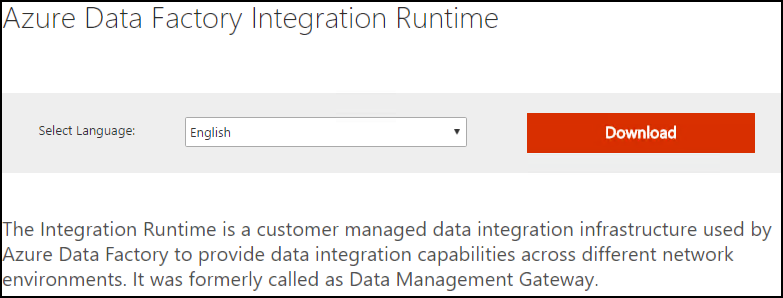 Azure Data Factory Integration Runtime
Select Language: English Download
The Integration Runtime is a customer managed data integration infrastructure used by
Azure Data Factory to provide data integration capabilities across different network
environments. It was formerly called as Data Management Gateway.